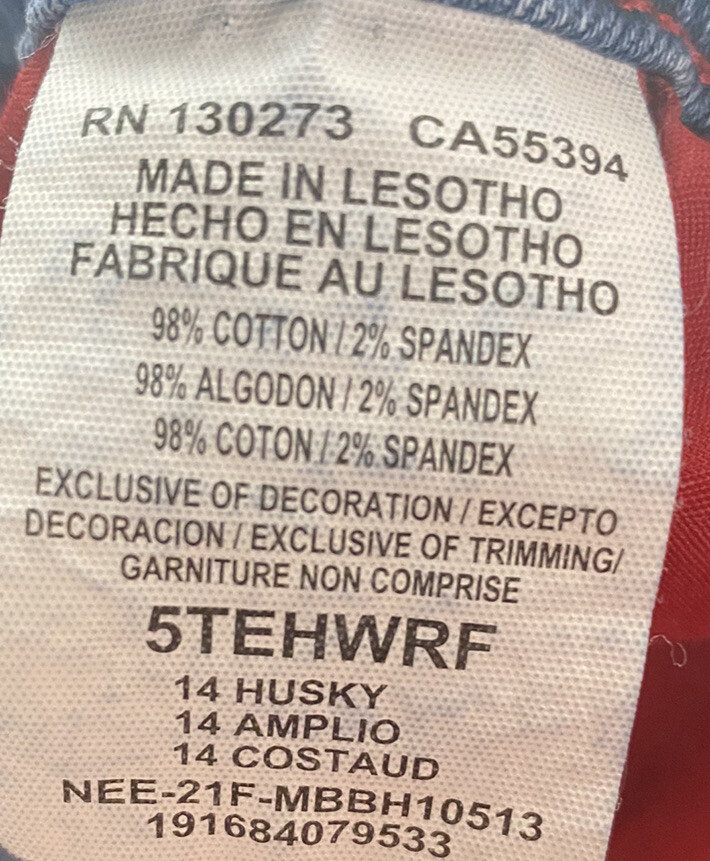 RN 130273 CA55394
MADE IN LESOTHO
HECHO EN LESOTHO
FABRIQUE AU LESOTHO
98% COTTON / 2% SPANDEX
98% ALGODON / 2% SPANDEX
98% COTON / 2% SPANDEX
EXCLUSIVE OF DECORATION / EXCEPTO
DECORACION / EXCLUSIVE OF TRIMMING/
GARNITURE NON COMPRISE
5TEHWRF
14 HUSKY
14 AMPLIO
14 COSTAUD
NEE-21F-MBBH10513
191684079533